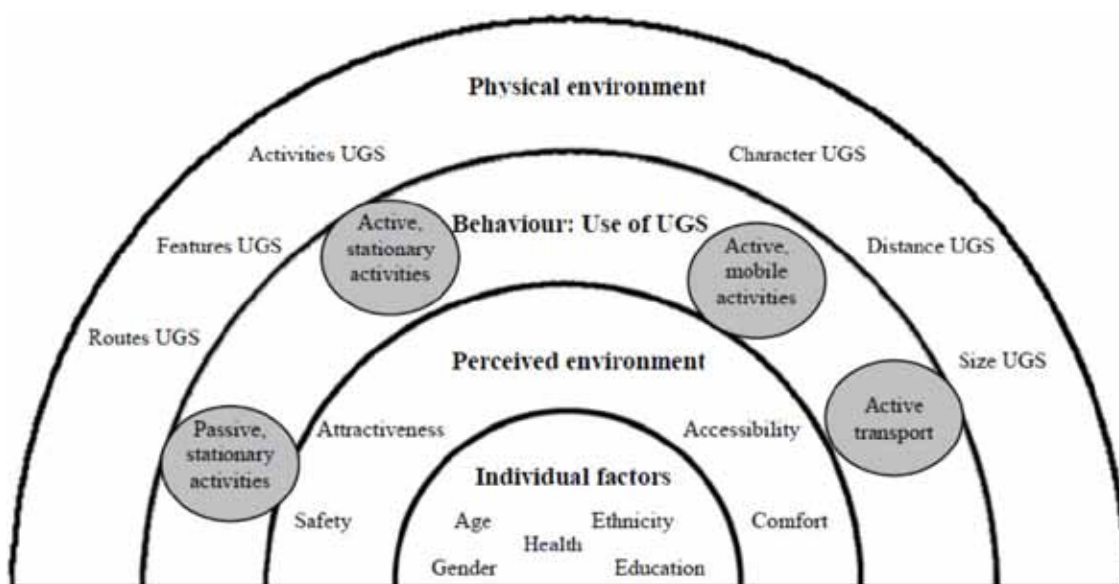 Physical environment
Activities UGS
Character UGS
Behaviour: Use of UGS
Active,
stationary
activities
Active,
mobile
activities
Features UGS
Distance UGS
Routes UGS
Size UGS
Perceived environment
Passive,
stationary
activities
Attractiveness
Accessibility
Active
transport
Individual factors
Safety
Age
Ethnicity
Comfort
Health
Gender
Education